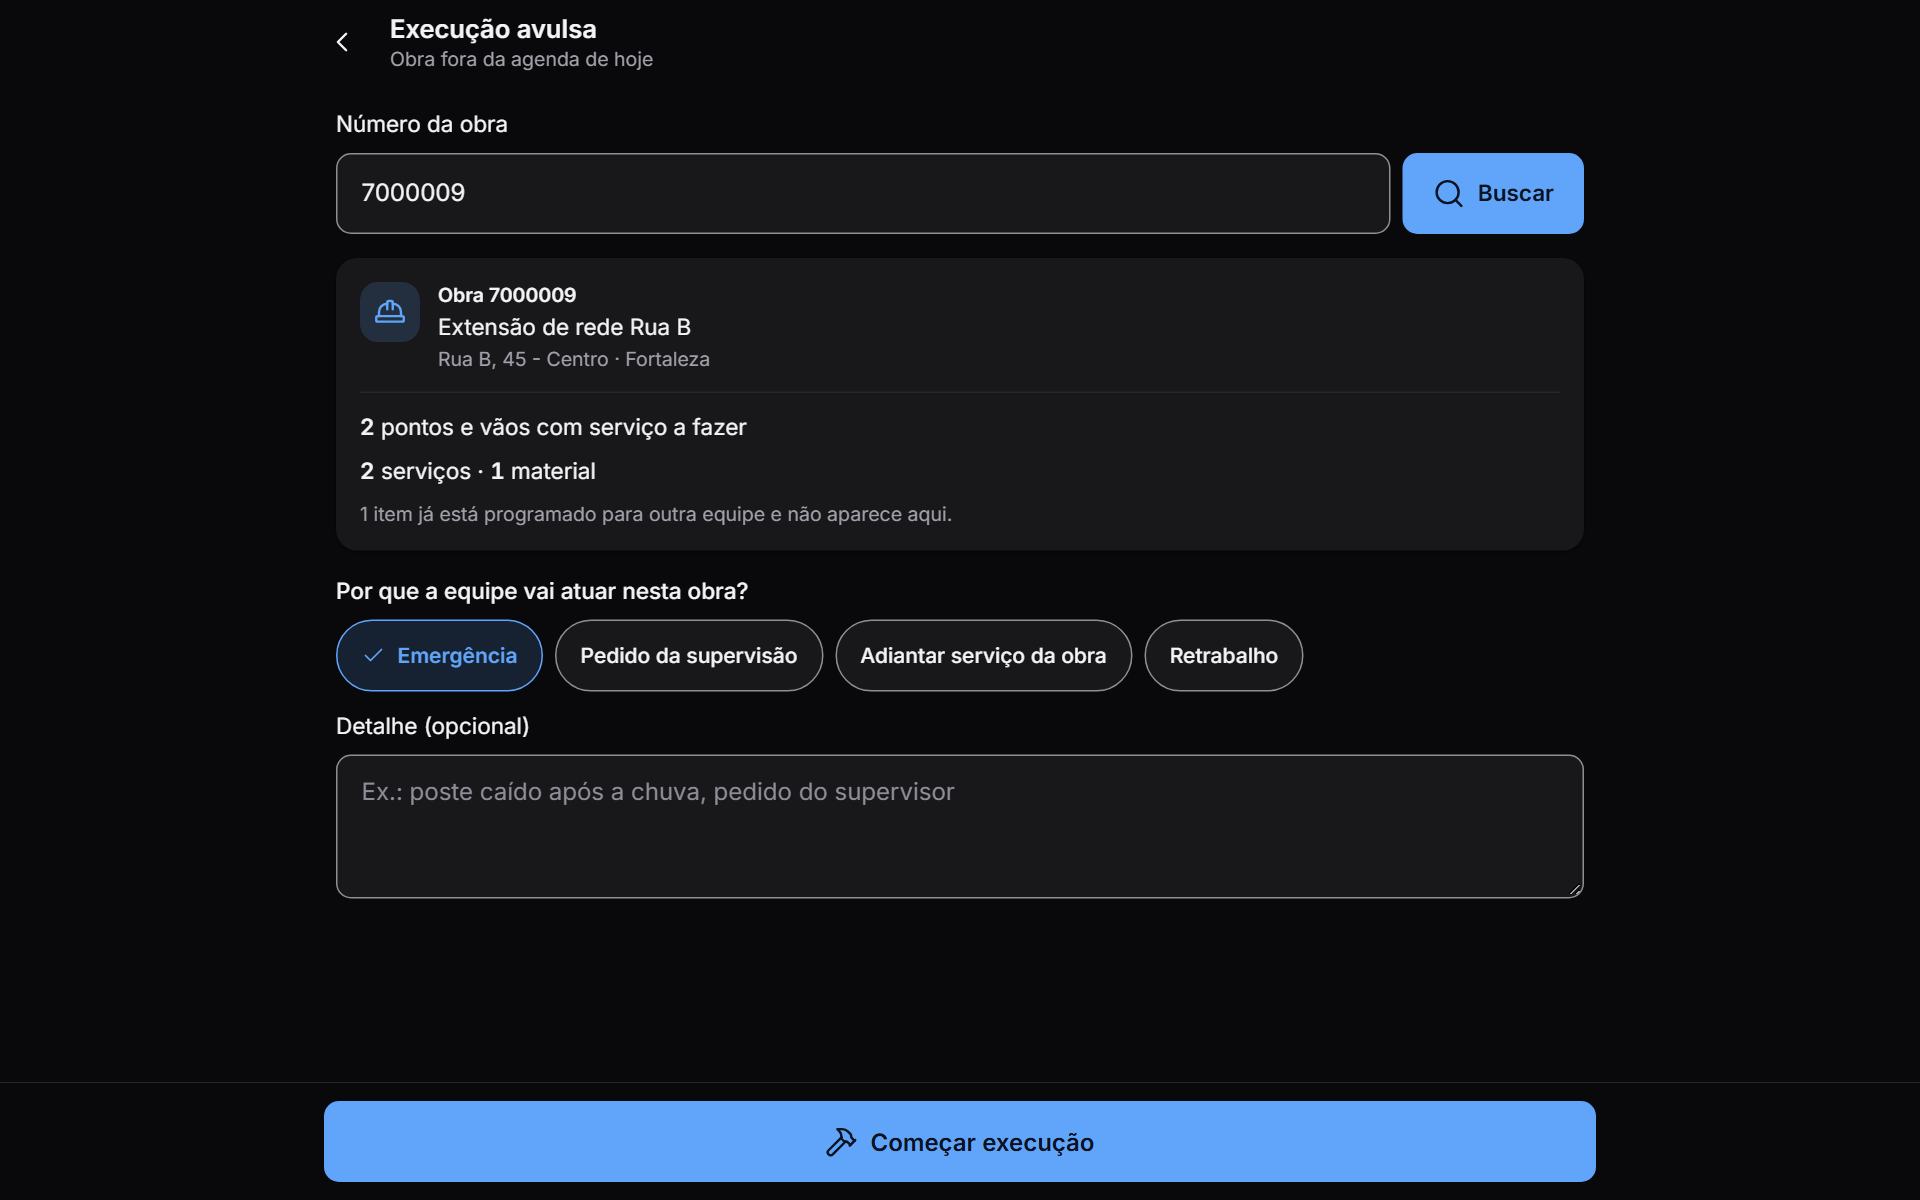 Execução avulsa
Obra fora da agenda de hoje
Número da obra
7000009
Buscar
Obra 7000009
Extensão de rede Rua B
Rua B, 45 - Centro · Fortaleza
2 pontos e vãos com serviço a fazer
2 serviços · 1 material
1 item já está programado para outra equipe e não aparece aqui.
Por que a equipe vai atuar nesta obra?
Emergência
Pedido da supervisão
Adiantar serviço da obra
Retrabalho
Detalhe (opcional)
Ex.: poste caído após a chuva, pedido do supervisor
Começar execução